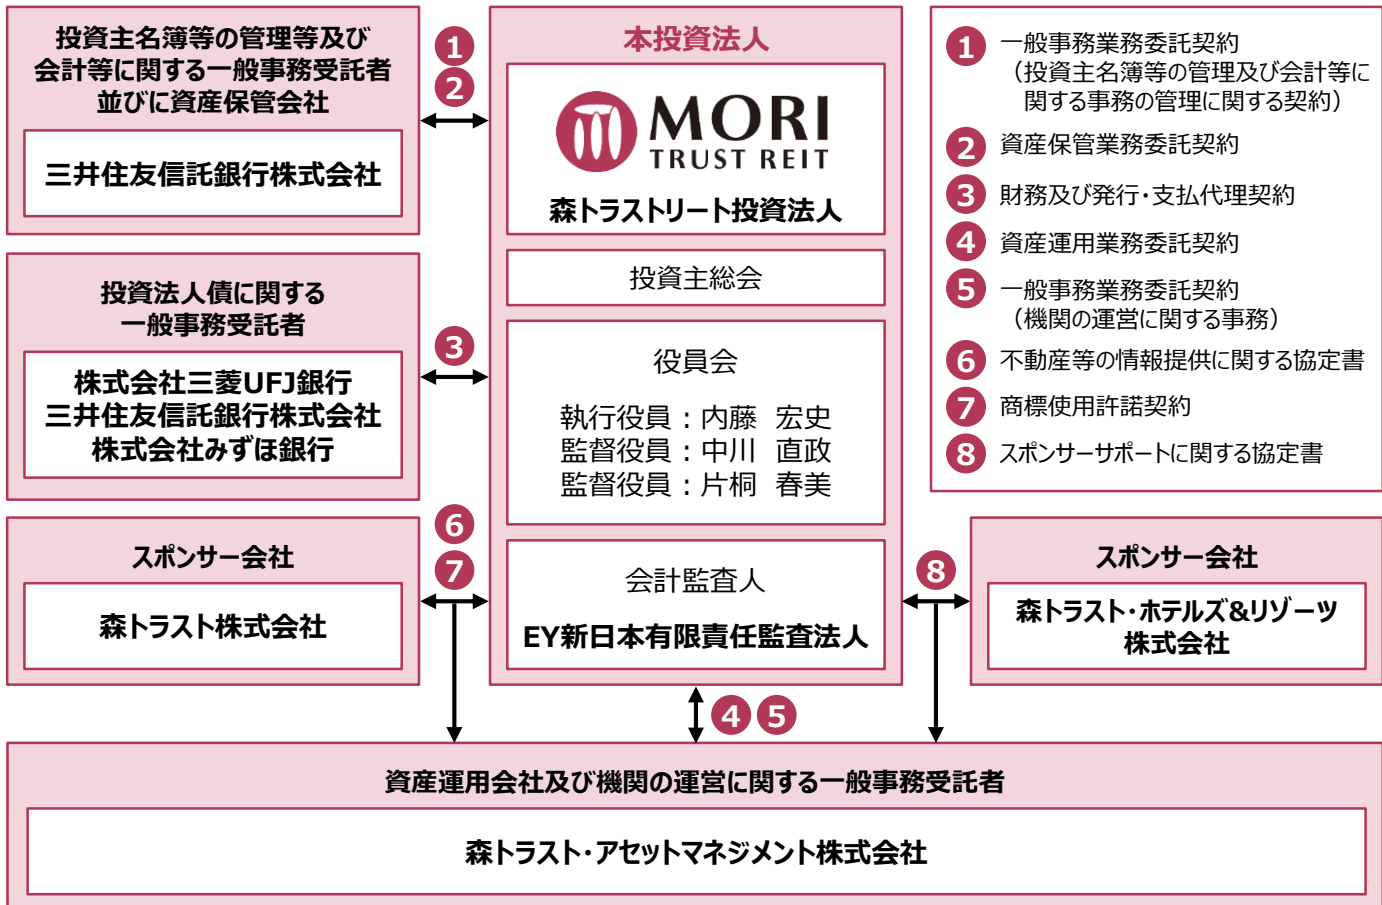 投資主名簿等の管理等及び
会計等に関する一般事務受託者
並びに資産保管会社
三井住友信託銀行株式会社
1
2
本投資法人
MORI
TRUST REIT
森トラストリート投資法人
投資主総会
役員会
執行役員：内藤 宏史
監督役員：中川 直政
監督役員：片桐 春美
会計監査人
EY新日本有限責任監査法人
投資法人債に関する
一般事務受託者
株式会社三菱UFJ銀行
三井住友信託銀行株式会社
株式会社みずほ銀行
3
スポンサー会社
森トラスト株式会社
6
7
8
スポンサー会社
森トラスト・ホテルズ&リゾーツ
株式会社
4 5
資産運用会社及び機関の運営に関する一般事務受託者
森トラスト・アセットマネジメント株式会社
1 一般事務業務委託契約
（投資主名簿等の管理及び会計等に
関する事務の管理に関する契約）
2 資産保管業務委託契約
3 財務及び発行・支払代理契約
4 資産運用業務委託契約
5 一般事務業務委託契約
（機関の運営に関する事務）
6 不動産等の情報提供に関する協定書
7 商標使用許諾契約
8 スポンサーサポートに関する協定書